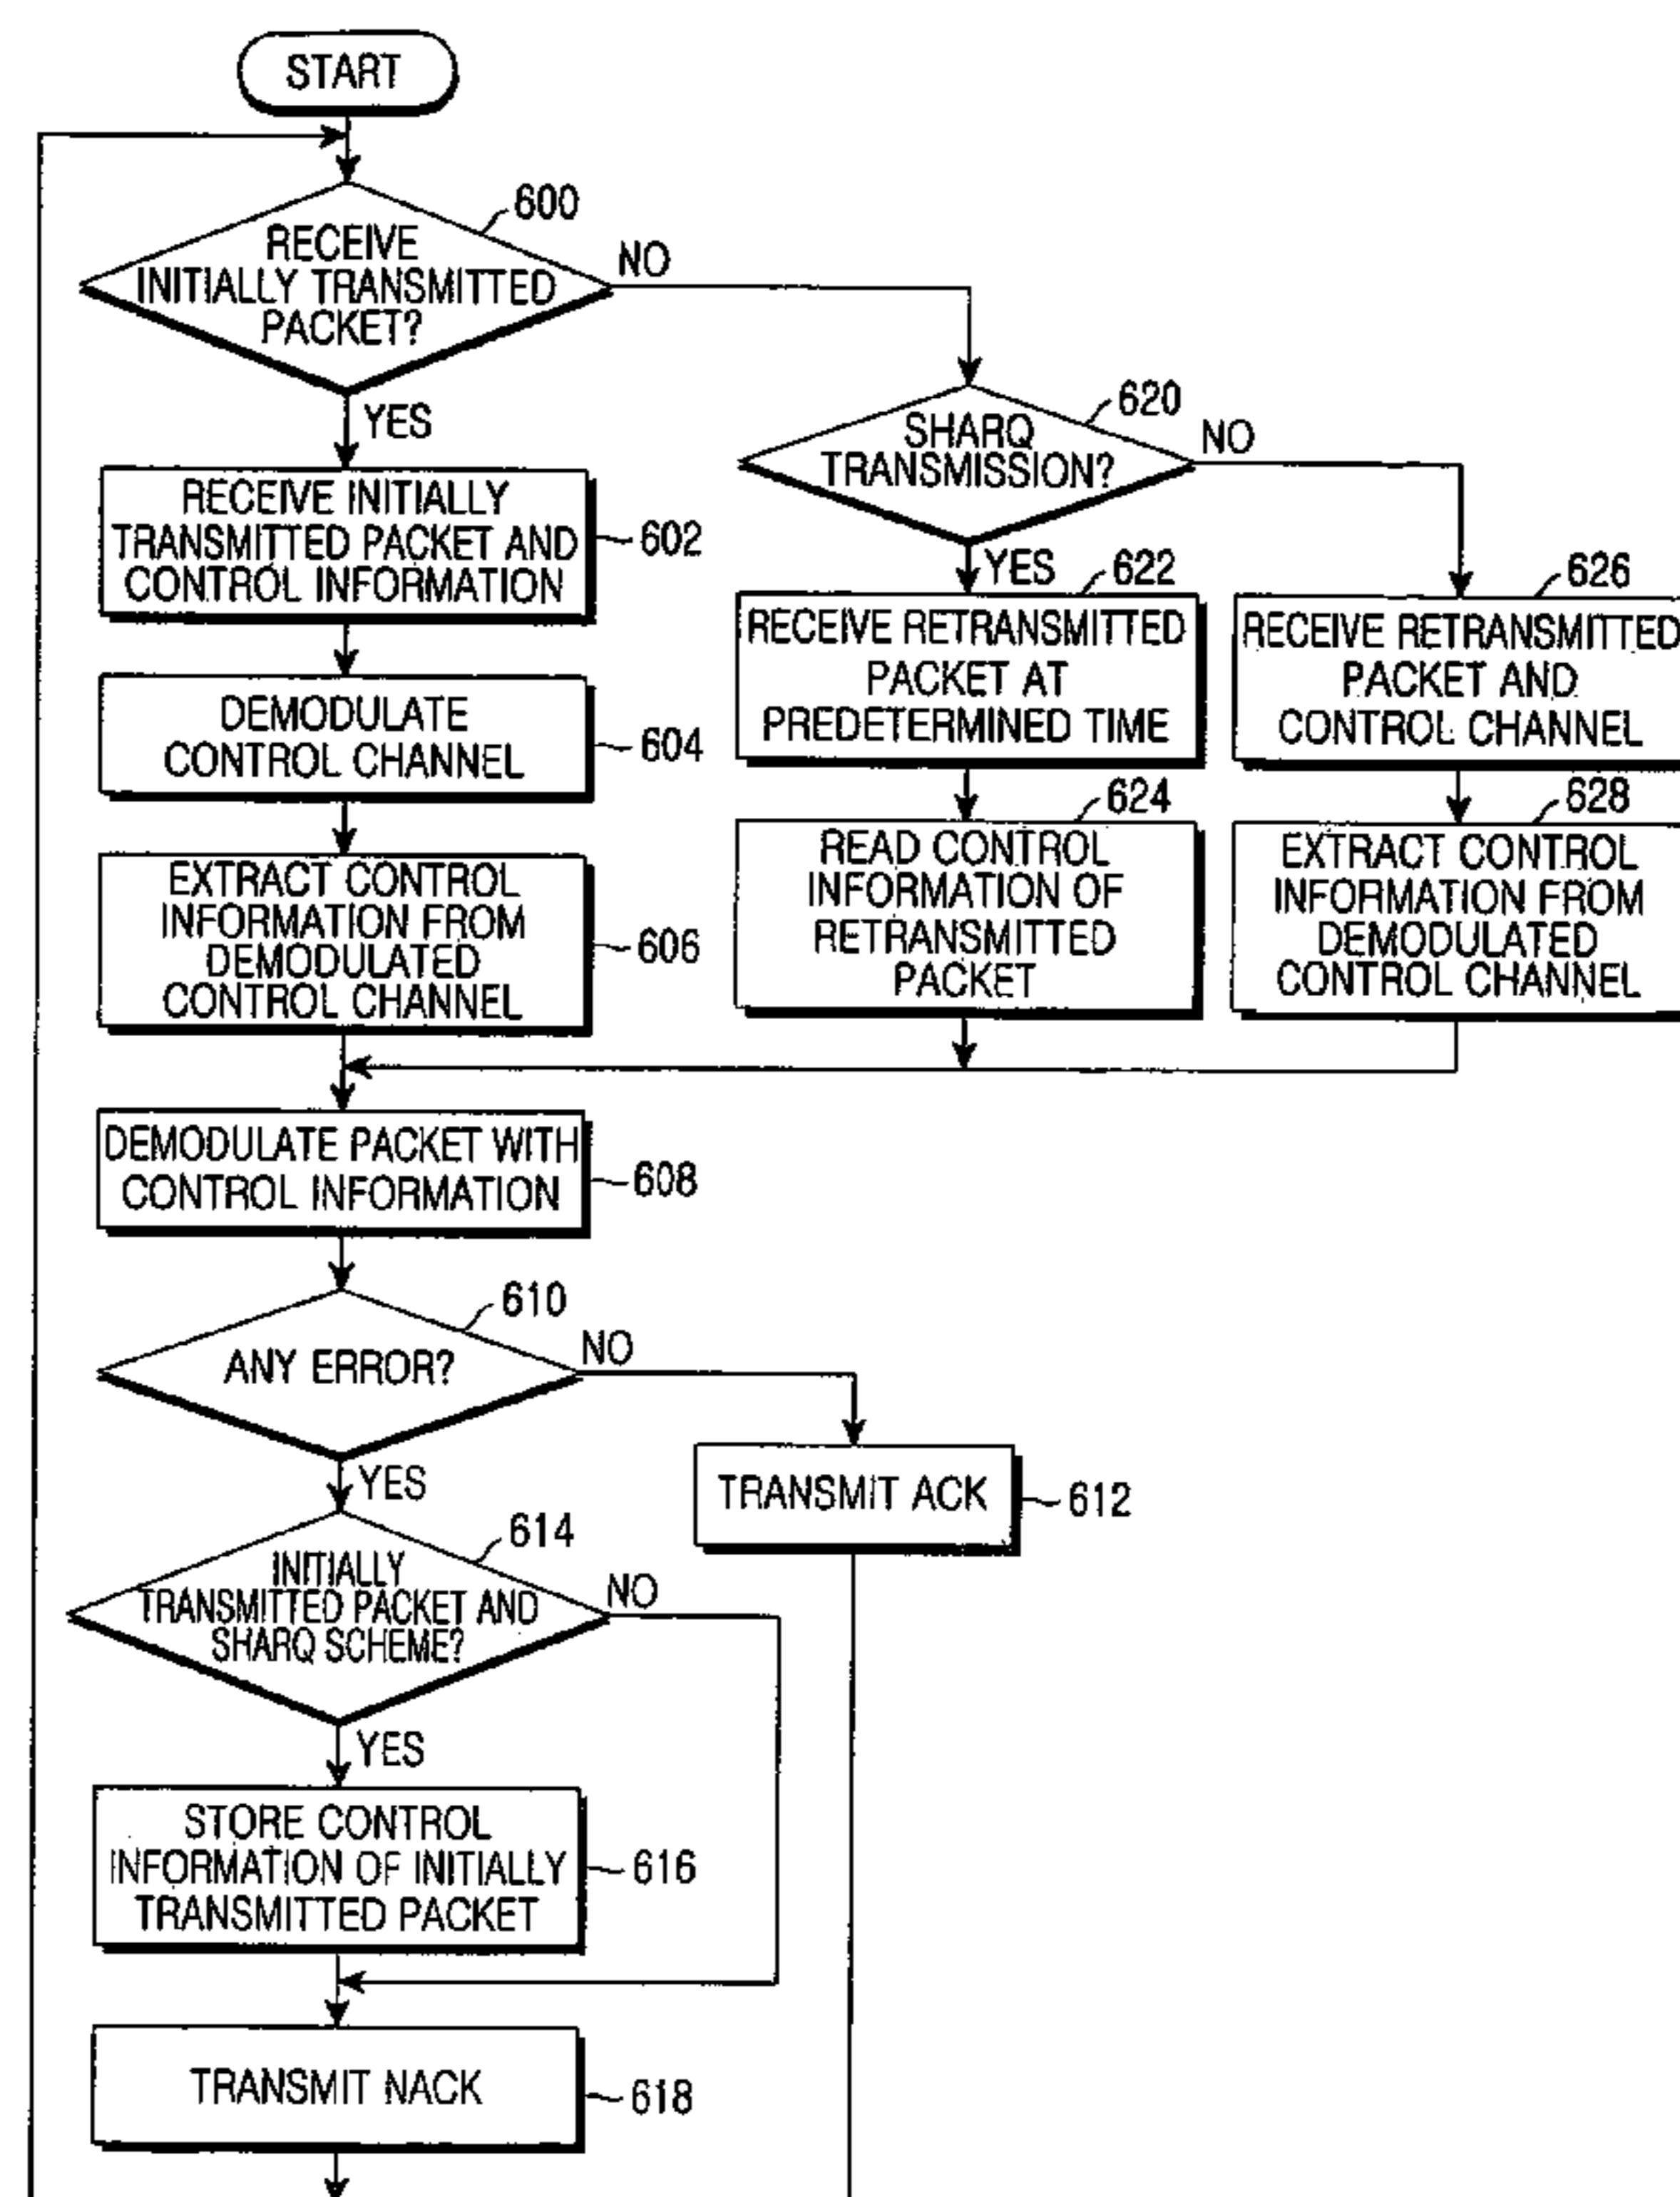 START
600
RECEIVE
INITIALLY TRANSMITTED
PACKET?
NO
YES
620
SHARQ
TRANSMISSION?
NO
YES
RECEIVE INITIALLY
TRANSMITTED PACKET AND
CONTROL INFORMATION
602
622
RECEIVE RETRANSMITTED
PACKET AT
PREDETERMINED TIME
626
RECEIVE RETRANSMITTED
PACKET AND
CONTROL CHANNEL
DEMODULATE
CONTROL CHANNEL
604
624
READ CONTROL
INFORMATION OF
RETRANSMITTED
PACKET
628
EXTRACT CONTROL
INFORMATION FROM
DEMODULATED
CONTROL CHANNEL
EXTRACT CONTROL
INFORMATION FROM
DEMODULATED
CONTROL CHANNEL
606
DEMODULATE PACKET WITH
CONTROL INFORMATION
608
610
ANY ERROR?
NO
YES
TRANSMIT ACK
612
614
INITIALLY
TRANSMITTED PACKET AND
SHARQ SCHEME?
NO
YES
STORE CONTROL
INFORMATION OF INITIALLY
TRANSMITTED PACKET
616
TRANSMIT NACK
618